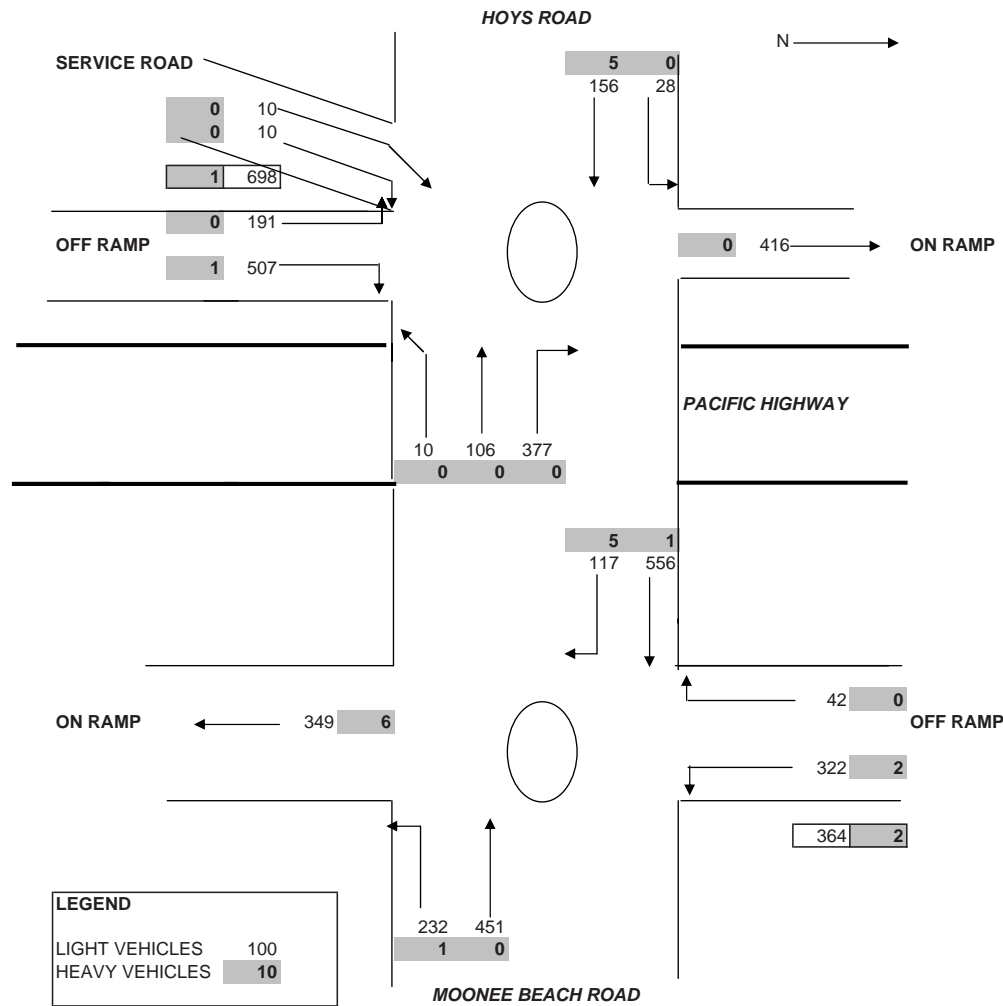 HOYS ROAD
N
SERVICE ROAD
5 0
156 28
0 10
0 10
1 698
0 191
OFF RAMP
0 416
ON RAMP
1 507
PACIFIC HIGHWAY
10 106 377
0 0 0
5 1
117 556
ON RAMP
349 6
42 0
OFF RAMP
322 2
364 2
232 451
1 0
LEGEND
LIGHT VEHICLES 100
HEAVY VEHICLES 10
MOONEE BEACH ROAD